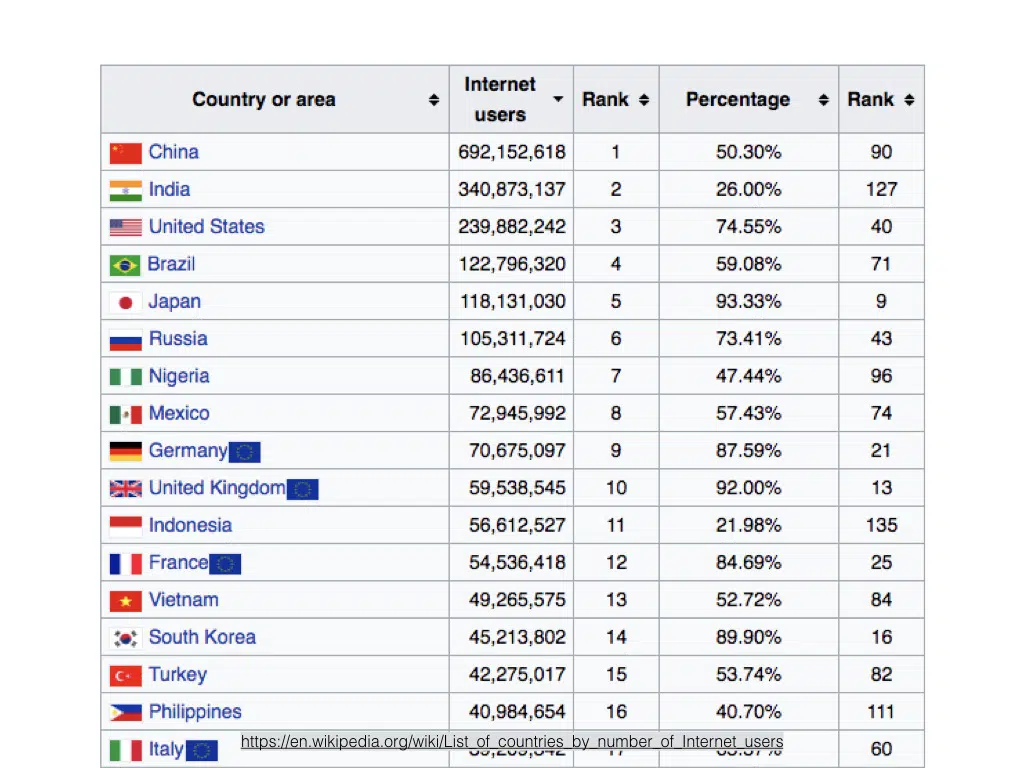 Country or area Internet users Rank Percentage Rank
China 692,152,618 1 50.30% 90
India 340,873,137 2 26.00% 127
United States 239,882,242 3 74.55% 40
Brazil 122,796,320 4 59.08% 71
Japan 118,131,030 5 93.33% 9
Russia 105,311,724 6 73.41% 43
Nigeria 86,436,611 7 47.44% 96
Mexico 72,945,992 8 57.43% 74
Germany 70,675,097 9 87.59% 21
United Kingdom 59,538,545 10 92.00% 13
Indonesia 56,612,527 11 21.98% 135
France 54,536,418 12 84.69% 25
Vietnam 49,265,575 13 52.72% 84
South Korea 45,213,802 14 89.90% 16
Turkey 42,275,017 15 53.74% 82
Philippines 40,984,654 16 40.70% 111
Italy 60
https://en.wikipedia.org/wiki/List_of_countries_by_number_of_Internet_users